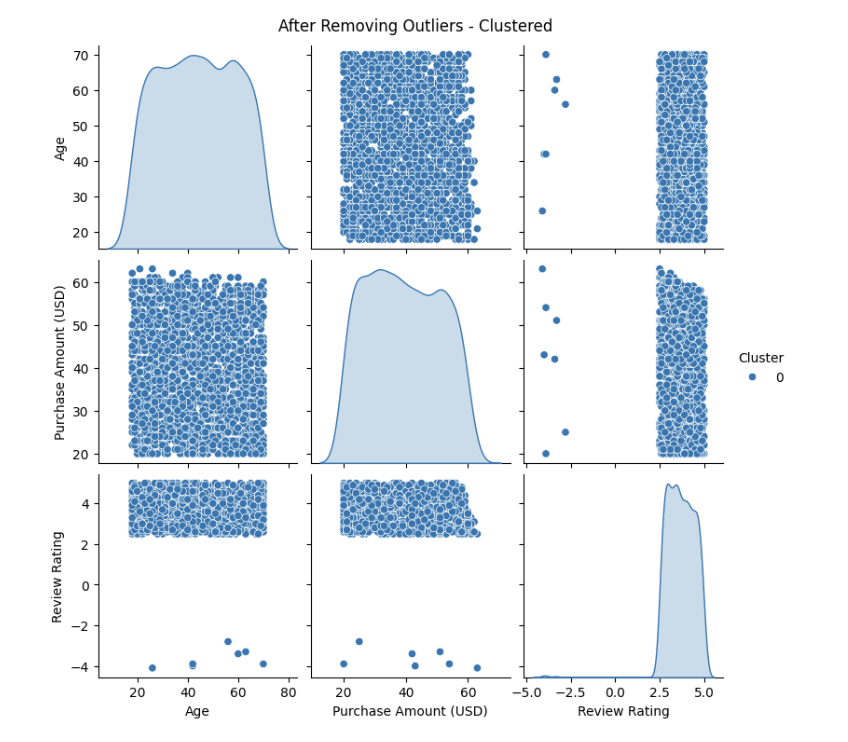 After Removing Outliers - Clustered
70
60
50
40
30
20
Age
60
50
40
30
20
Purchase Amount (USD)
Cluster
0
4
2
0
−2
−4
Review Rating
20 40 60 80
Age
20 40 60
Purchase Amount (USD)
−5.0 −2.5 0.0 2.5 5.0
Review Rating